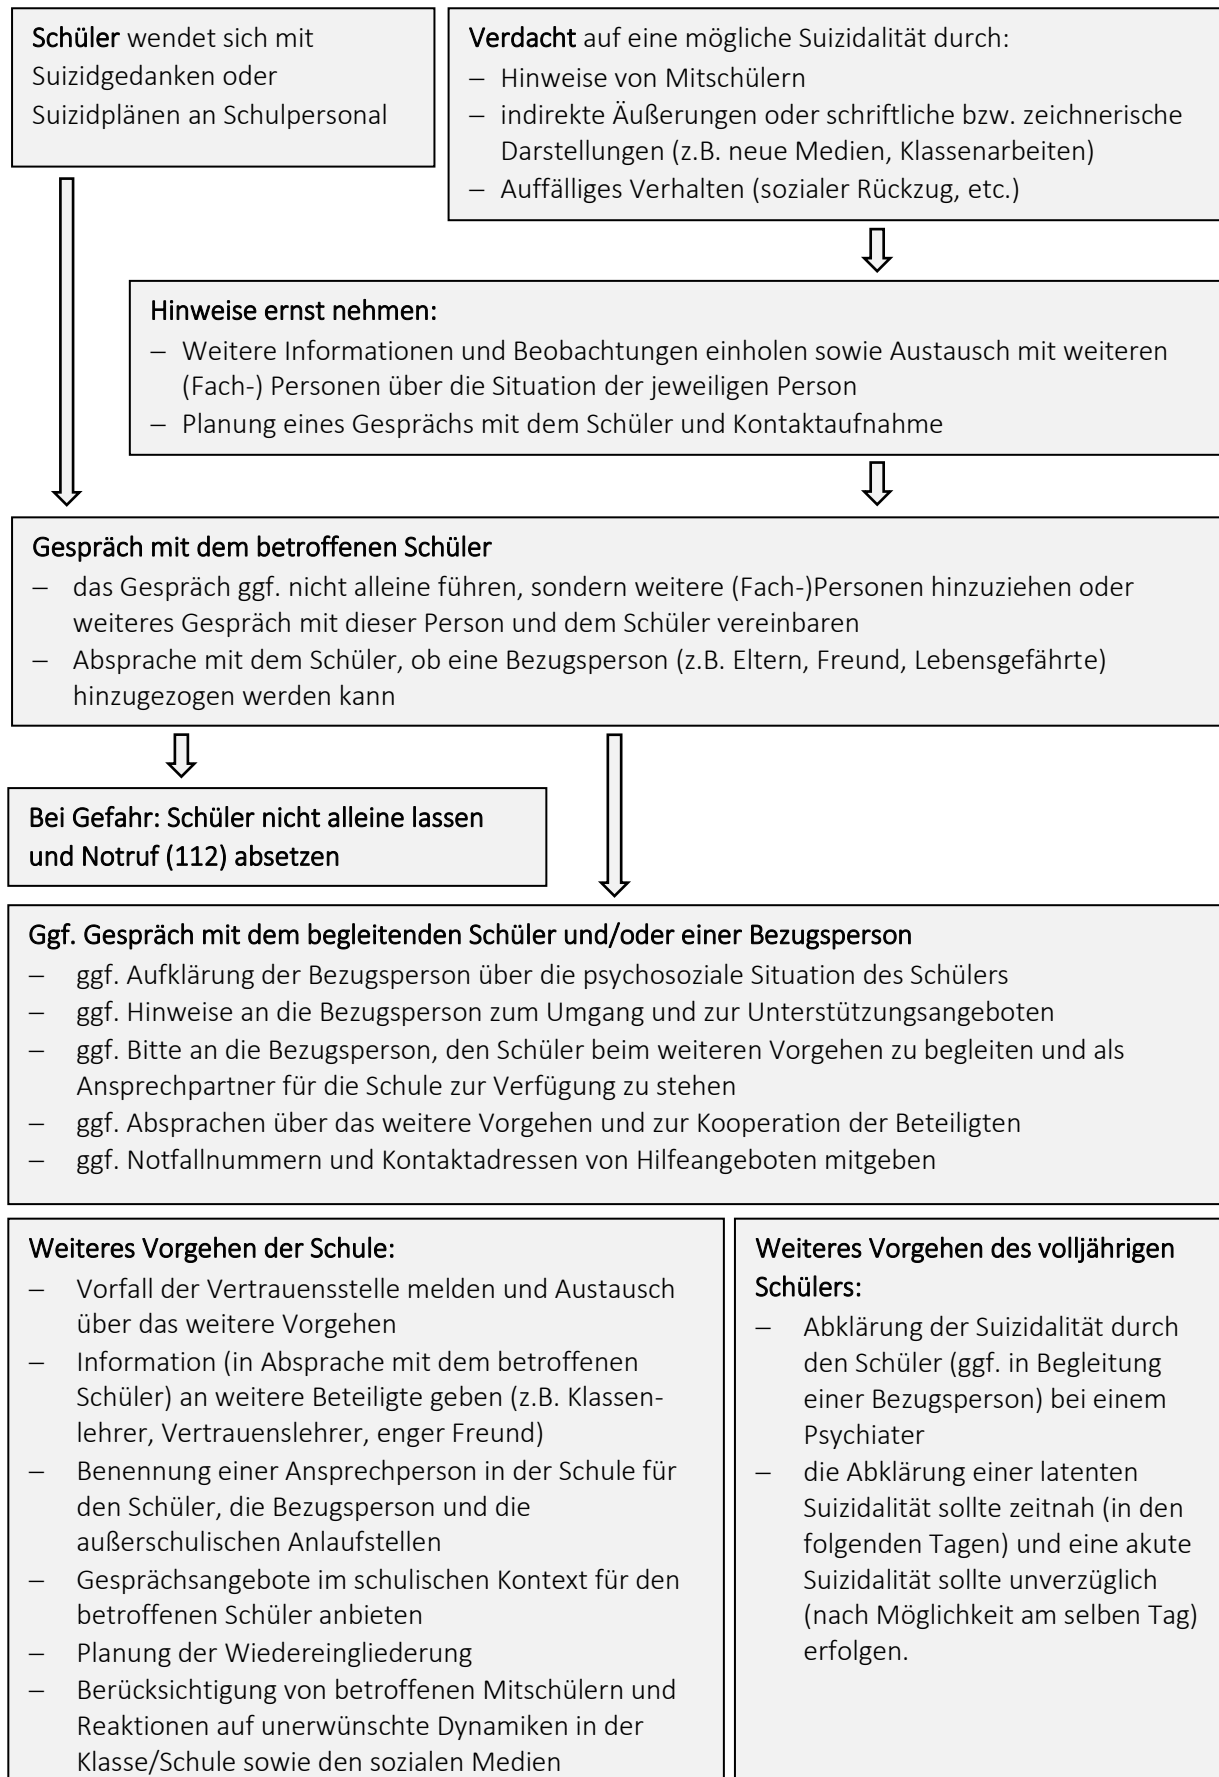 Schüler wendet sich mit
Suizidgedanken oder
Suizidplänen an Schulpersonal
Verdacht auf eine mögliche Suizidalität durch:
– Hinweise von Mitschülern
– indirekte Äußerungen oder schriftliche bzw. zeichnerische
Darstellungen (z.B. neue Medien, Klassenarbeiten)
– Auffälliges Verhalten (sozialer Rückzug, etc.)
Hinweise ernst nehmen:
– Weitere Informationen und Beobachtungen einholen sowie Austausch mit weiteren
(Fach-) Personen über die Situation der jeweiligen Person
– Planung eines Gesprächs mit dem Schüler und Kontaktaufnahme
Gespräch mit dem betroffenen Schüler
– das Gespräch ggf. nicht alleine führen, sondern weitere (Fach-)Personen hinzuziehen oder
weiteres Gespräch mit dieser Person und dem Schüler vereinbaren
– Absprache mit dem Schüler, ob eine Bezugsperson (z.B. Eltern, Freund, Lebensgefährte)
hinzugezogen werden kann
Bei Gefahr: Schüler nicht alleine lassen
und Notruf (112) absetzen
Ggf. Gespräch mit dem begleitenden Schüler und/oder einer Bezugsperson
– ggf. Aufklärung der Bezugsperson über die psychosoziale Situation des Schülers
– ggf. Hinweise an die Bezugsperson zum Umgang und zur Unterstützungsangeboten
– ggf. Bitte an die Bezugsperson, den Schüler beim weiteren Vorgehen zu begleiten und als
Ansprechpartner für die Schule zur Verfügung zu stehen
– ggf. Absprachen über das weitere Vorgehen und zur Kooperation der Beteiligten
– ggf. Notfallnummern und Kontaktadressen von Hilfeangeboten mitgeben
Weiteres Vorgehen der Schule:
– Vorfall der Vertrauensstelle melden und Austausch
über das weitere Vorgehen
– Information (in Absprache mit dem betroffenen
Schüler) an weitere Beteiligte geben (z.B. Klassen-
lehrer, Vertrauenslehrer, enger Freund)
– Benennung einer Ansprechperson in der Schule für
den Schüler, die Bezugsperson und die
außerschulischen Anlaufstellen
– Gesprächsangebote im schulischen Kontext für den
betroffenen Schüler anbieten
– Planung der Wiedereingliederung
– Berücksichtigung von betroffenen Mitschülern und
Reaktionen auf unerwünschte Dynamiken in der
Klasse/Schule sowie den sozialen Medien
Weiteres Vorgehen des volljährigen
Schülers:
– Abklärung der Suizidalität durch
den Schüler (ggf. in Begleitung
einer Bezugsperson) bei einem
Psychiater
– die Abklärung einer latenten
Suizidalität sollte zeitnah (in den
folgenden Tagen) und eine akute
Suizidalität sollte unverzüglich
(nach Möglichkeit am selben Tag)
erfolgen.